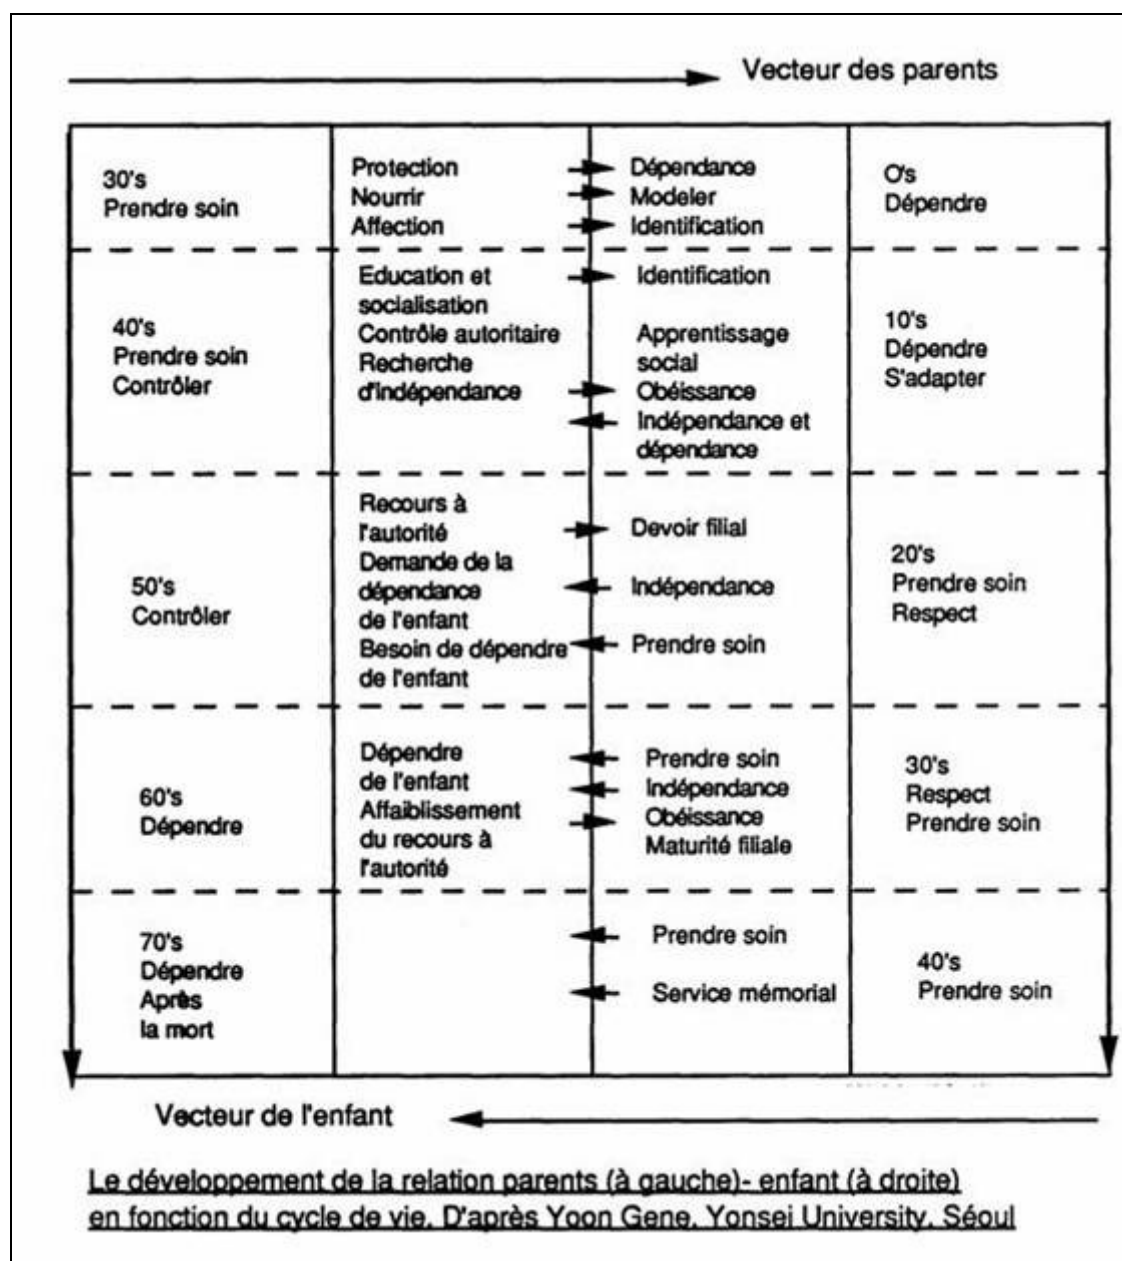 Vecteur des parents
30's
Prendre soin
Protection
Nourrir
Affection
Dépendance
Modeler
Identification
O's
Dépendre
40's
Prendre soin
Contrôler
Education et
socialisation
Contrôle autoritaire
Recherche
d'indépendance
Identification
Apprentissage
social
Obéissance
Indépendance et
dépendance
10's
Dépendre
S'adapter
50's
Contrôler
Recours à
l'autorité
Demande de la
dépendance
de l'enfant
Besoin de dépendre
de l'enfant
Devoir filial
Indépendance
Prendre soin
20's
Prendre soin
Respect
60's
Dépendre
Dépendre
de l'enfant
Affaiblissement
du recours à
l'autorité
Prendre soin
Indépendance
Obéissance
Maturité filiale
30's
Respect
Prendre soin
70's
Dépendre
Après
la mort
Prendre soin
Service mémorial
40's
Prendre soin
Vecteur de l'enfant
Le développement de la relation parents (à gauche)- enfant (à droite)
en fonction du cycle de vie. D'après Yoon Gene, Yonsei University, Séoul